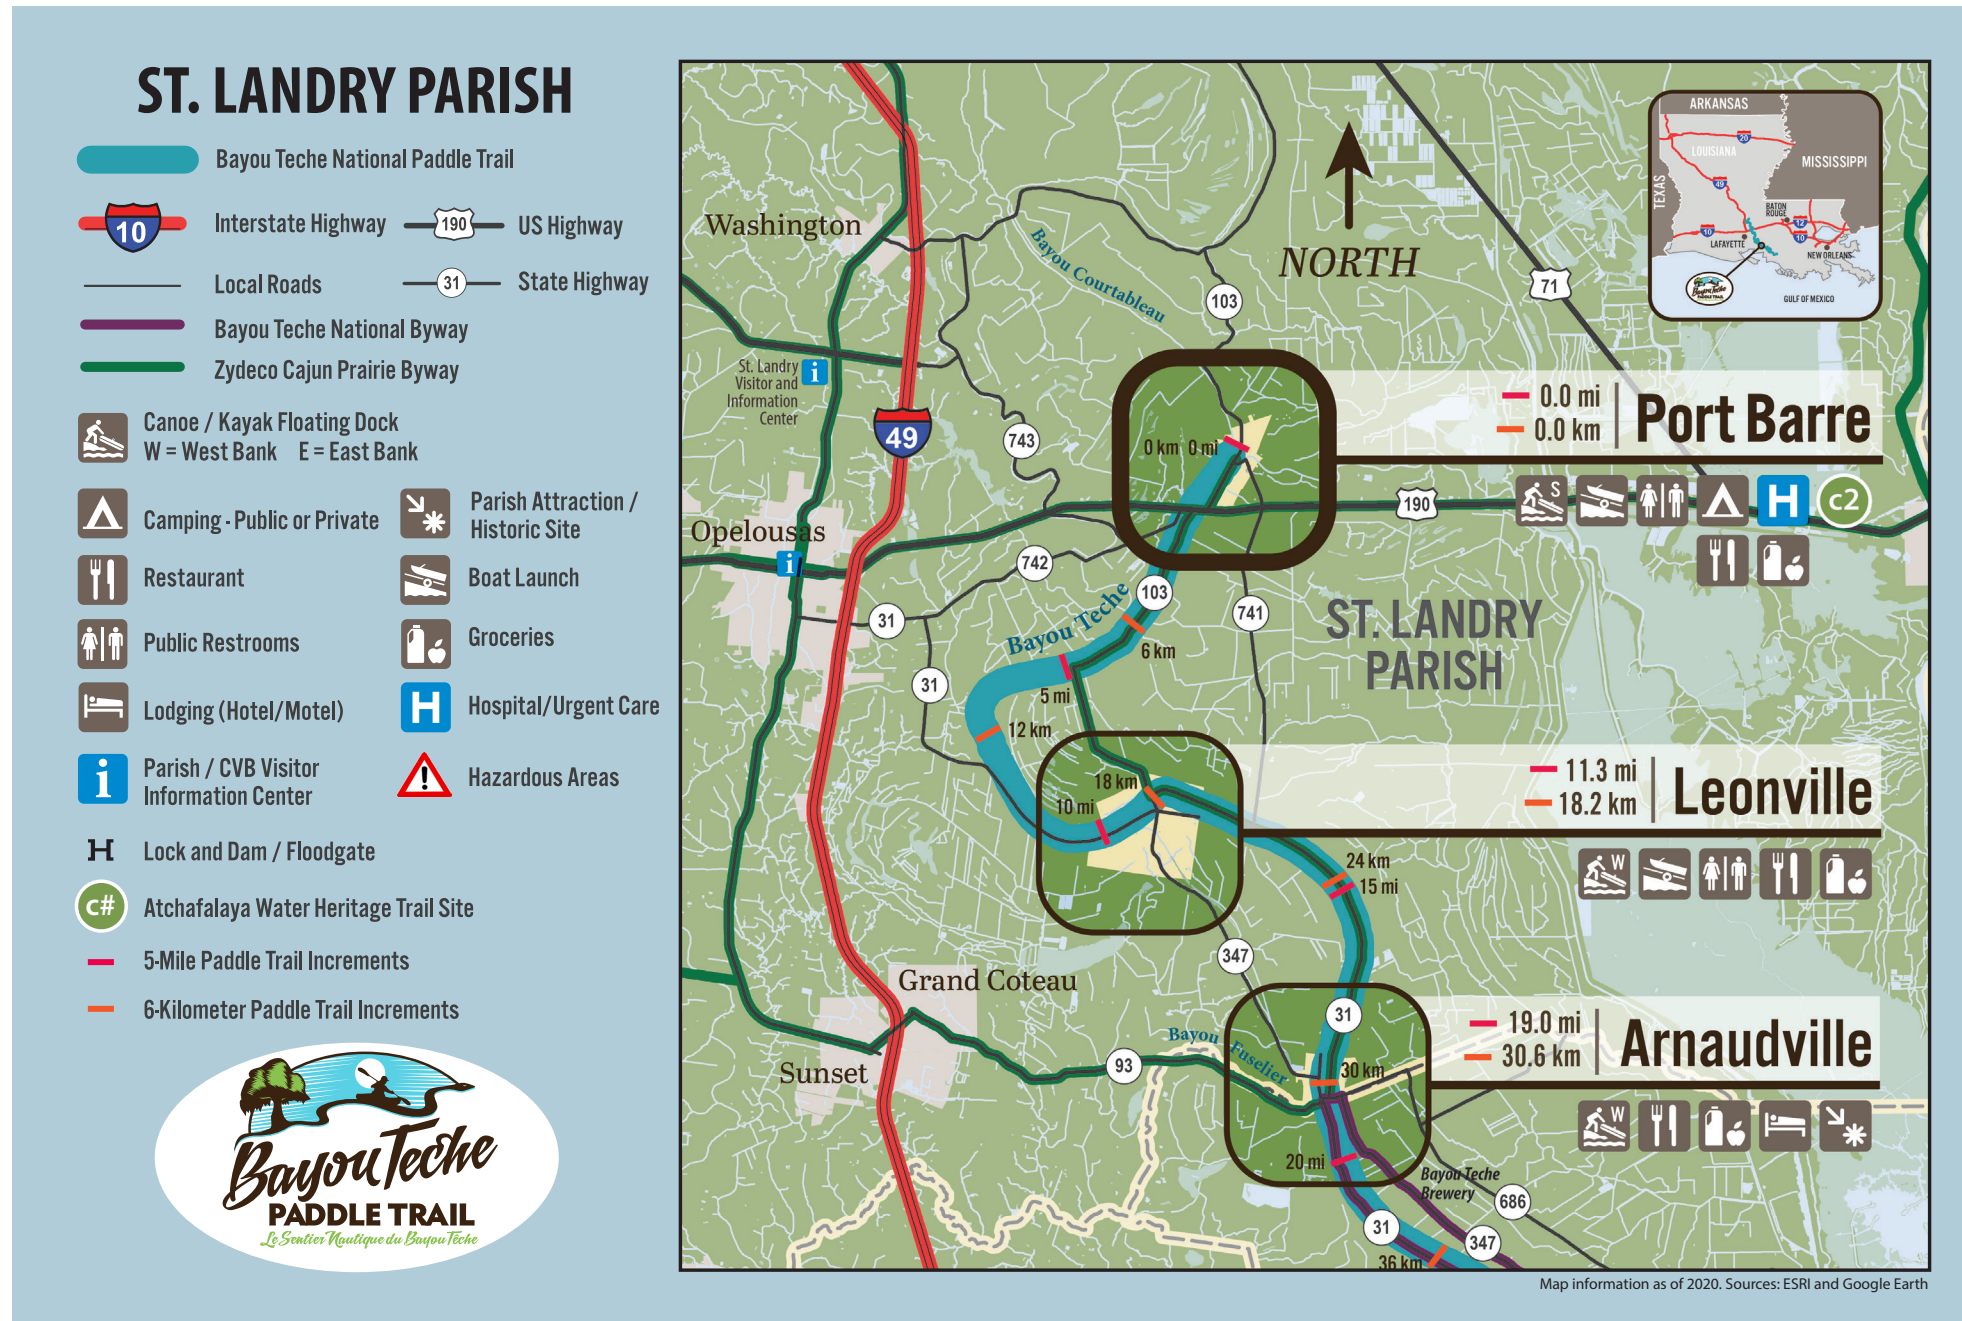 ST. LANDRY PARISH
Bayou Teche National Paddle Trail
10
Interstate Highway
190
US Highway
Local Roads
31
State Highway
Bayou Teche National Byway
Zydeco Cajun Prairie Byway
Canoe / Kayak Floating Dock
W = West Bank E = East Bank
Camping - Public or Private
Parish Attraction /
Historic Site
Restaurant
Boat Launch
Public Restrooms
Groceries
Lodging (Hotel/Motel)
H
Hospital/Urgent Care
i
Parish / CVB Visitor
Information Center
!
Hazardous Areas
Lock and Dam / Floodgate
c#
Atchafalaya Water Heritage Trail Site
5-Mile Paddle Trail Increments
6-Kilometer Paddle Trail Increments
Bayou Teche
PADDLE TRAIL
Le Sentier Nautique du Bayou Têche
Washington
Bayou Courtableau
103
NORTH
71
ARKANSAS
20
LOUISIANA
MISSISSIPPI
TEXAS
49
BATON
ROUGE
12
10
10
LAFAYETTE
NEW ORLEANS
Bayou Teche
PADDLE TRAIL
GULF OF MEXICO
St. Landry
Visitor and
Information
Center
i
49
743
0 km 0 mi
0.0 mi
0.0 km
Port Barre
190
S
H
c2
Opelousas
i
742
103
31
741
Bayou Teche
6 km
ST. LANDRY
PARISH
31
5 mi
12 km
18 km
10 mi
11.3 mi
18.2 km
Leonville
W
24 km
15 mi
347
Grand Coteau
31
19.0 mi
30.6 km
Arnaudville
Bayou Fuselier
93
Sunset
30 km
W
20 mi
Bayou Teche
Brewery
686
31
347
36 km
Map information as of 2020. Sources: ESRI and Google Earth